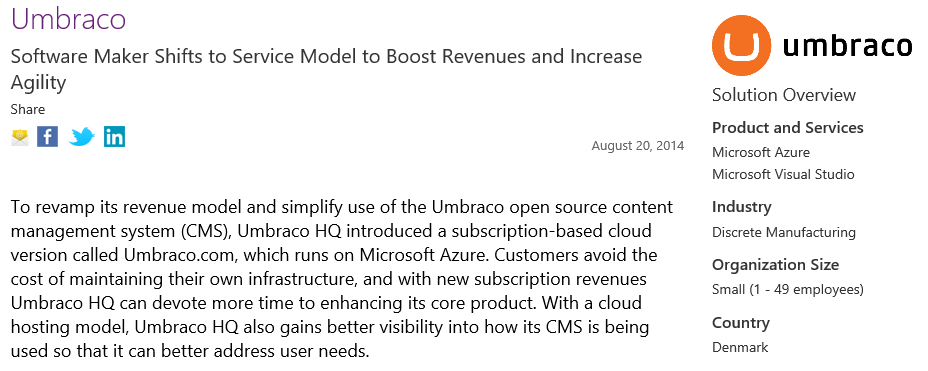 Umbraco
Software Maker Shifts to Service Model to Boost Revenues and Increase
Agility
Share
August 20, 2014
To revamp its revenue model and simplify use of the Umbraco open source content
management system (CMS), Umbraco HQ introduced a subscription-based cloud
version called Umbraco.com, which runs on Microsoft Azure. Customers avoid the
cost of maintaining their own infrastructure, and with new subscription revenues
Umbraco HQ can devote more time to enhancing its core product. With a cloud
hosting model, Umbraco HQ also gains better visibility into how its CMS is being
used so that it can better address user needs.
umbraco
Solution Overview
Product and Services
Microsoft Azure
Microsoft Visual Studio
Industry
Discrete Manufacturing
Organization Size
Small (1 - 49 employees)
Country
Denmark